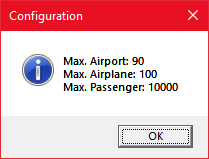 Configuration
Max. Airport: 90
Max. Airplane: 100
Max. Passenger: 10000
OK